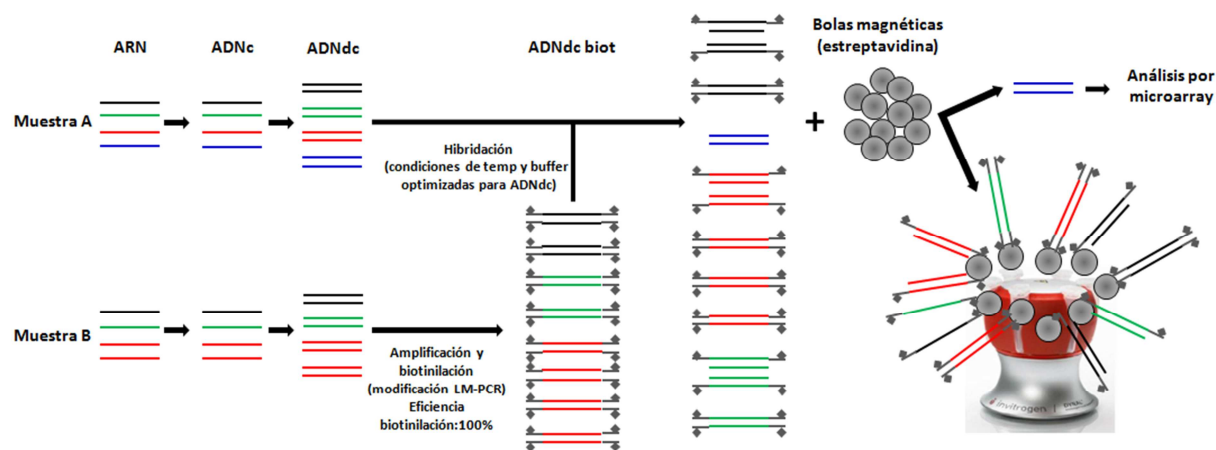 ARN
ADNc
ADNdc
ADNdc biot
Bolas magnéticas
(estreptavidina)
Muestra A
Análisis por
microarray
Hibridación
(condiciones de temp y buffer
optimizadas para ADNdc)
Muestra B
Amplificación y
biotinilación
(modificación LM-PCR)
Eficiencia
biotinilación:100%
invitrogen